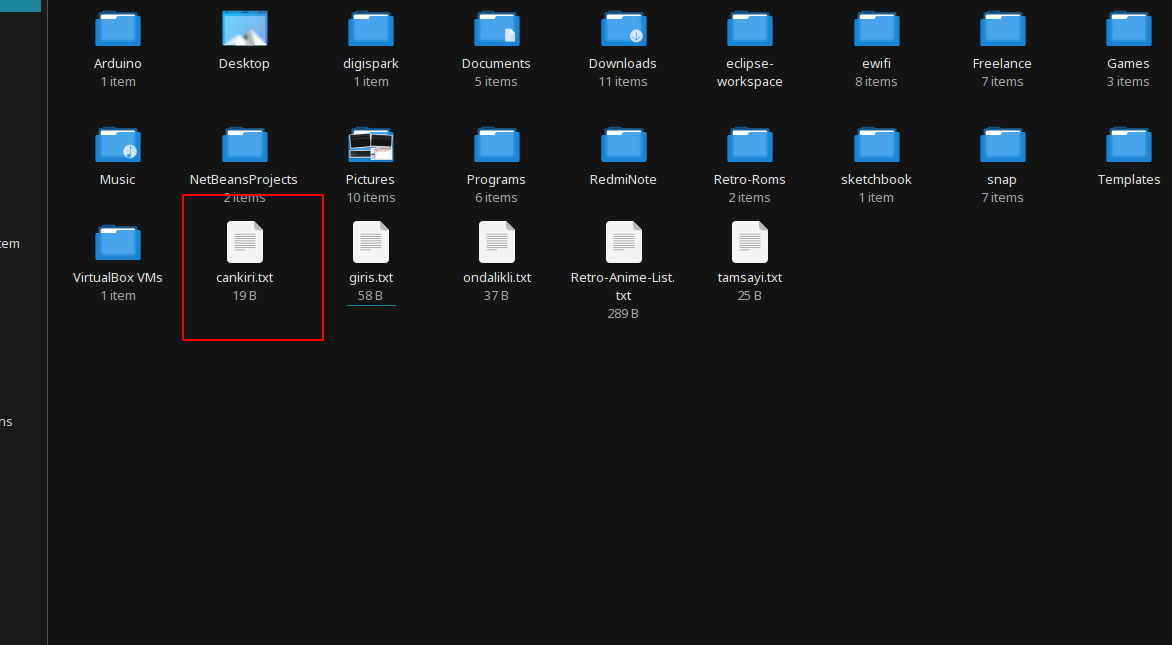 Arduino
1 item
Desktop
digispark
1 item
Documents
5 items
Downloads
11 items
eclipse-
workspace
ewifi
8 items
Freelance
7 items
Games
3 items
Music
NetBeansProjects
2 items
Pictures
10 items
Programs
6 items
RedmiNote
Retro-Roms
2 items
sketchbook
1 item
snap
7 items
Templates
tem
VirtualBox VMs
1 item
cankiri.txt
19 B
giris.txt
58 B
ondalikli.txt
37 B
Retro-Anime-List.
txt
289 B
tamsayi.txt
25 B
ns